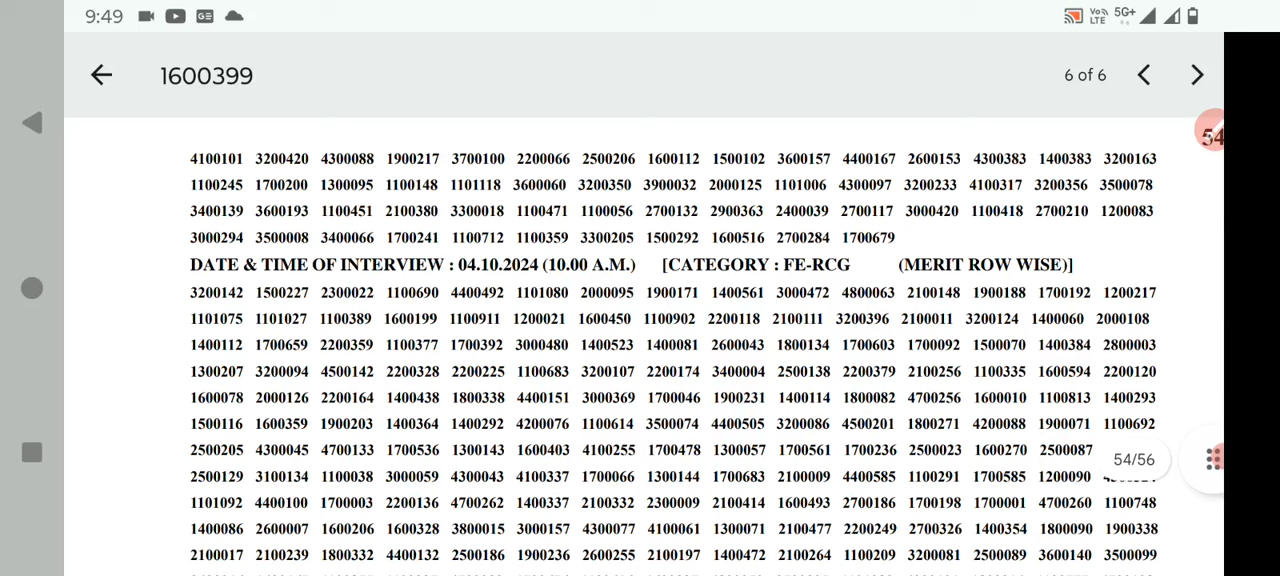 9:49
Vo)) LTE 5G+
1600399
6 of 6
54
4100101 3200420 4300088 1900217 3700100 2200066 2500206 1600112 1500102 3600157 4400167 2600153 4300383 1400383 3200163
1100245 1700200 1300095 1100148 1101118 3600060 3200350 3900032 2000125 1101006 4300097 3200233 4100317 3200356 3500078
3400139 3600193 1100451 2100380 3300018 1100471 1100056 2700132 2900363 2400039 2700117 3000420 1100418 2700210 1200083
3000294 3500008 3400066 1700241 1100712 1100359 3300205 1500292 1600516 2700284 1700679
DATE & TIME OF INTERVIEW : 04.10.2024 (10.00 A.M.) [CATEGORY : FE-RCG (MERIT ROW WISE)]
3200142 1500227 2300022 1100690 4400492 1101080 2000095 1900171 1400561 3000472 4800063 2100148 1900188 1700192 1200217
1101075 1101027 1100389 1600199 1100911 1200021 1600450 1100902 2200118 2100111 3200396 2100011 3200124 1400060 2000108
1400112 1700659 2200359 1100377 1700392 3000480 1400523 1400081 2600043 1800134 1700603 1700092 1500070 1400384 2800003
1300207 3200094 4500142 2200328 2200225 1100683 3200107 2200174 3400004 2500138 2200379 2100256 1100335 1600594 2200120
1600078 2000126 2200164 1400438 1800338 4400151 3000369 1700046 1900231 1400114 1800082 4700256 1600010 1100813 1400293
1500116 1600359 1900203 1400364 1400292 4200076 1100614 3500074 4400505 3200086 4500201 1800271 4200088 1900071 1100692
2500205 4300045 4700133 1700536 1300143 1600403 4100255 1700478 1300057 1700561 1700236 2500023 1600270 2500087
54/56
2500129 3100134 1100038 3000059 4300043 4100337 1700066 1300144 1700683 2100009 4400585 1100291 1700585 1200090
1101092 4400100 1700003 2200136 4700262 1400337 2100332 2300009 2100414 1600493 2700186 1700198 1700001 4700260 1100748
1400086 2600007 1600206 1600328 3800015 3000157 4300077 4100061 1300071 2100477 2200249 2700326 1400354 1800090 1900338
2100017 2100239 1800332 4400132 2500186 1900236 2600255 2100197 1400472 2100264 1100209 3200081 2500089 3600140 3500099